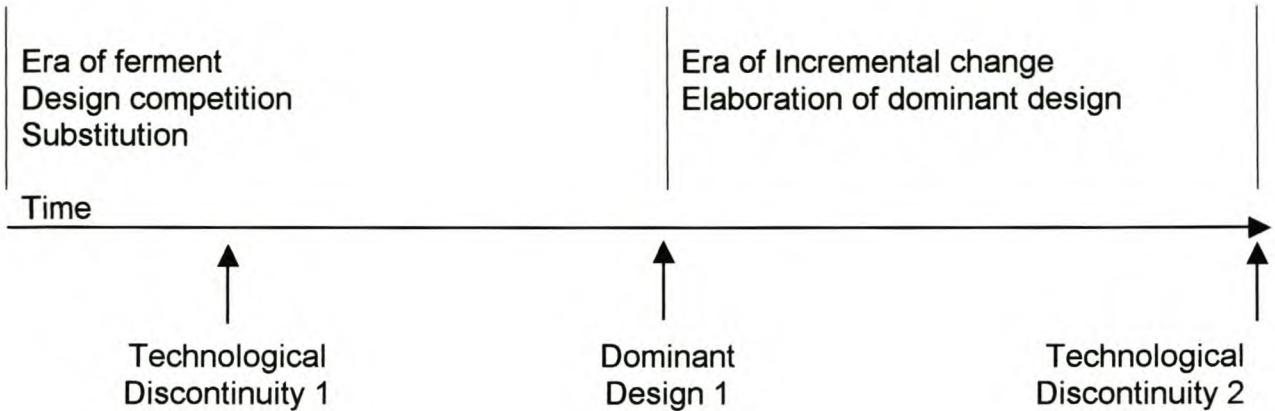 Era of ferment
Design competition
Substitution
Era of Incremental change
Elaboration of dominant design
Time
Technological
Discontinuity 1
Dominant
Design 1
Technological
Discontinuity 2